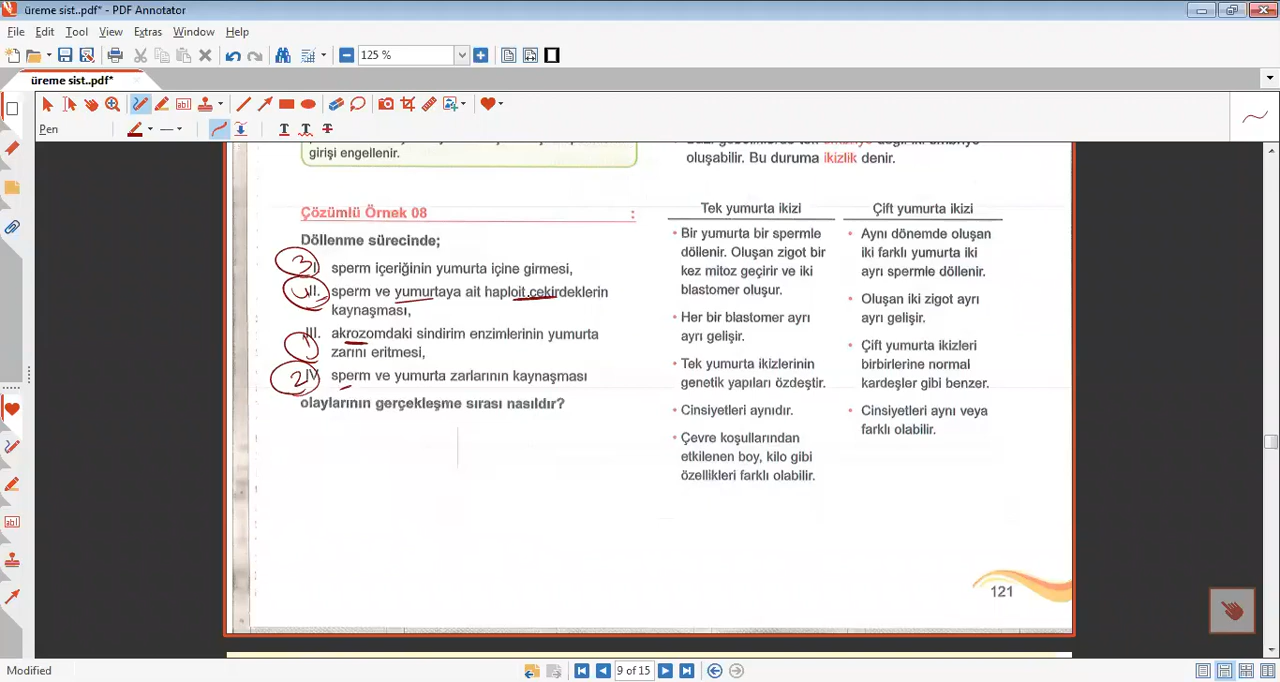 üreme sist..pdf* - PDF Annotator
File Edit Tool View Extras Window Help
125 %
üreme sist..pdf*
Pen
girişi engellenir.
oluşabilir. Bu duruma ikizlik denir.
Çözümlü Örnek 08 :
Döllenme sürecinde;
3 I. sperm içeriğinin yumurta içine girmesi,
4 II. sperm ve yumurtaya ait haploit çekirdeklerin
kaynaşması,
1 III. akrozomdaki sindirim enzimlerinin yumurta
zarını eritmesi,
2 IV. sperm ve yumurta zarlarının kaynaşması
olaylarının gerçekleşme sırası nasıldır?
Tek yumurta ikizi
• Bir yumurta bir spermle
döllenir. Oluşan zigot bir
kez mitoz geçirir ve iki
blastomer oluşur.
• Her bir blastomer ayrı
ayrı gelişir.
• Tek yumurta ikizlerinin
genetik yapıları özdeştir.
• Cinsiyetleri aynıdır.
• Çevre koşullarından
etkilenen boy, kilo gibi
özellikleri farklı olabilir.
Çift yumurta ikizi
• Aynı dönemde oluşan
iki farklı yumurta iki
ayrı spermle döllenir.
• Oluşan iki zigot ayrı
ayrı gelişir.
• Çift yumurta ikizleri
birbirlerine normal
kardeşler gibi benzer.
• Cinsiyetleri aynı veya
farklı olabilir.
121
Modified
9 of 15